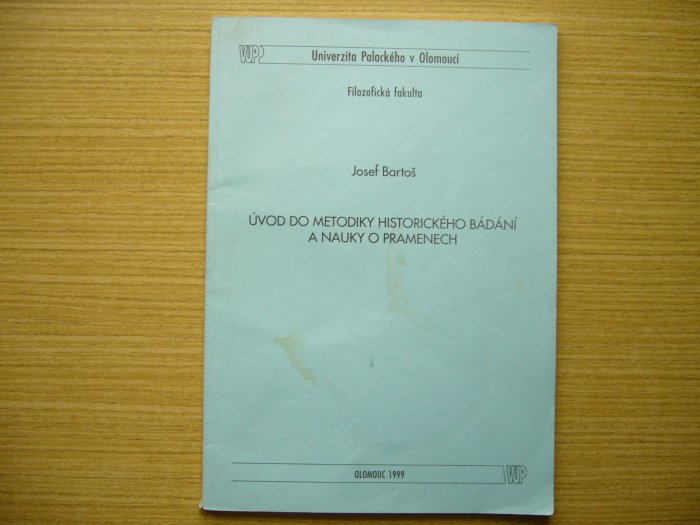 VUP
Univerzita Palackého v Olomouci
Filozofická fakulta
Josef Bartoš
ÚVOD DO METODIKY HISTORICKÉHO BÁDÁNÍ
A NAUKY O PRAMENECH
OLOMOUC 1999
VUP